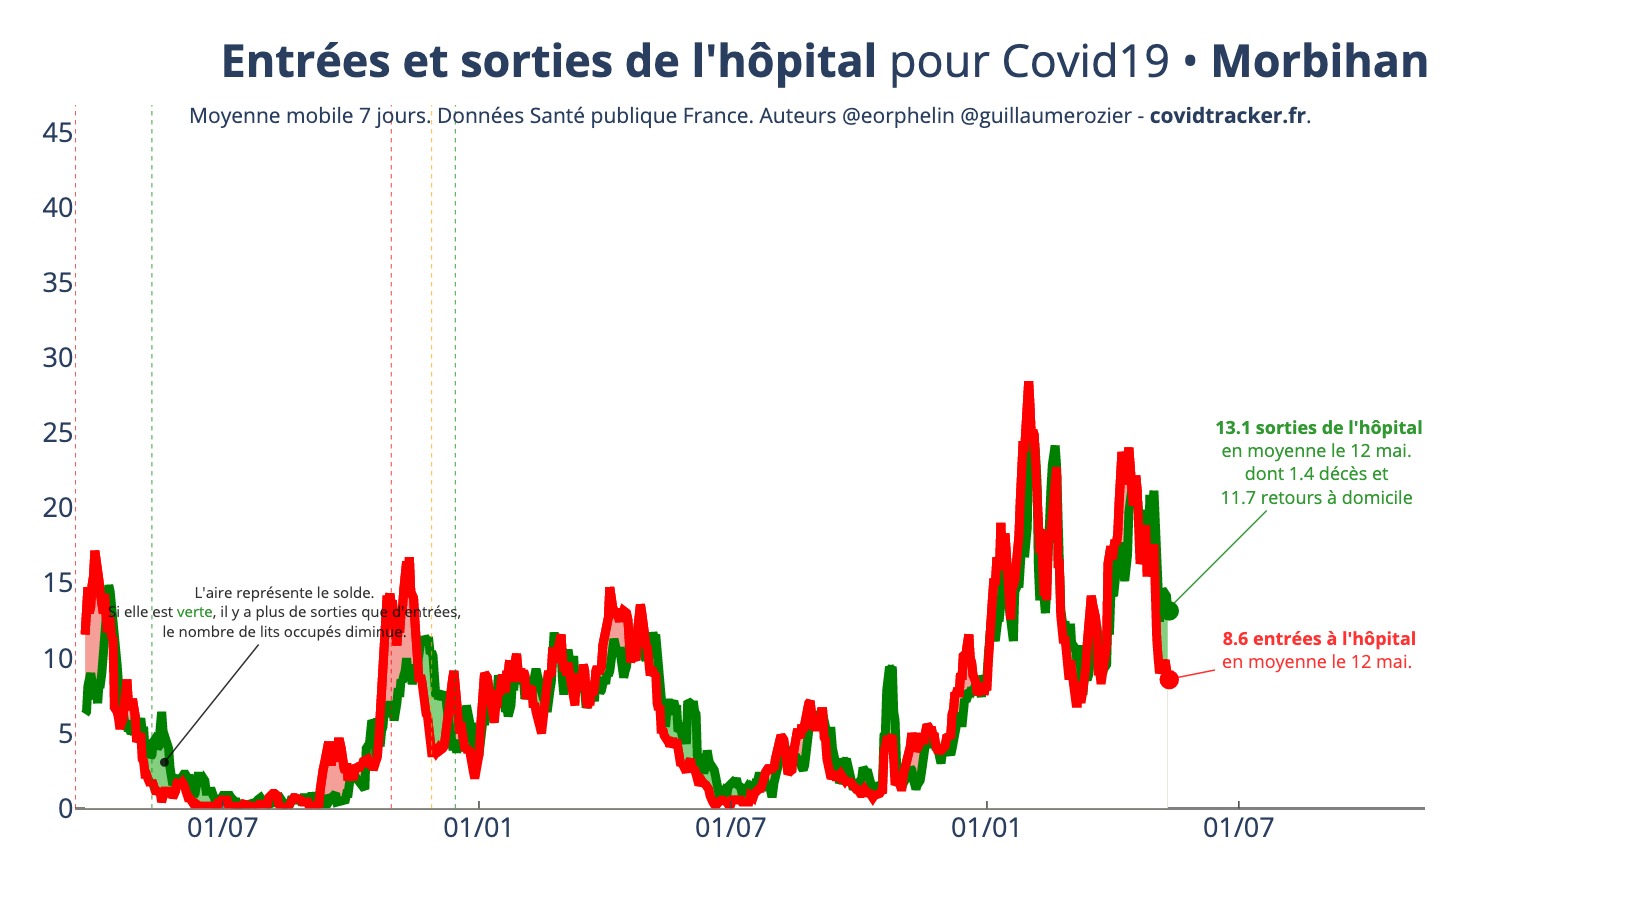 Entrées et sorties de l'hôpital pour Covid19 • Morbihan
Moyenne mobile 7 jours. Données Santé publique France. Auteurs @eorphelin @guillaumerozier - covidtracker.fr.
45
40
35
30
25
20
15
10
5
0
L'aire représente le solde.
Si elle est verte, il y a plus de sorties que d'entrées,
le nombre de lits occupés diminue.
13.1 sorties de l'hôpital
en moyenne le 12 mai.
dont 1.4 décès et
11.7 retours à domicile
8.6 entrées à l'hôpital
en moyenne le 12 mai.
01/07
01/01
01/07
01/01
01/07